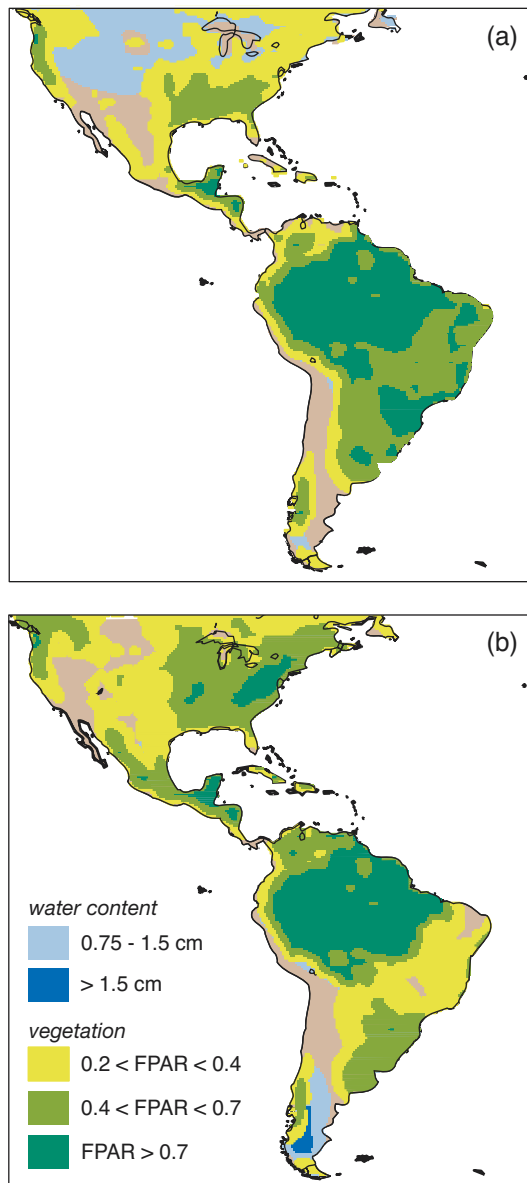 (a)
(b)
water content
0.75 - 1.5 cm
> 1.5 cm
vegetation
0.2 < FPAR < 0.4
0.4 < FPAR < 0.7
FPAR > 0.7